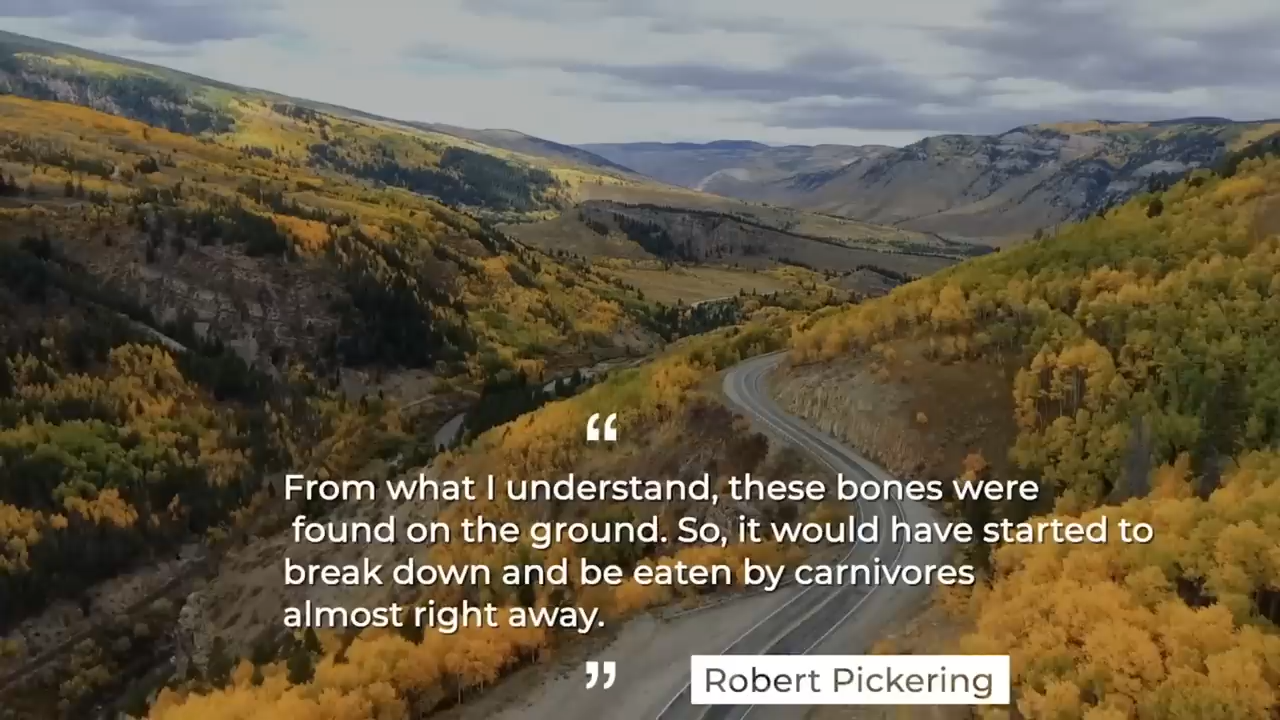 “
From what I understand, these bones were
found on the ground. So, it would have started to
break down and be eaten by carnivores
almost right away.
”
Robert Pickering